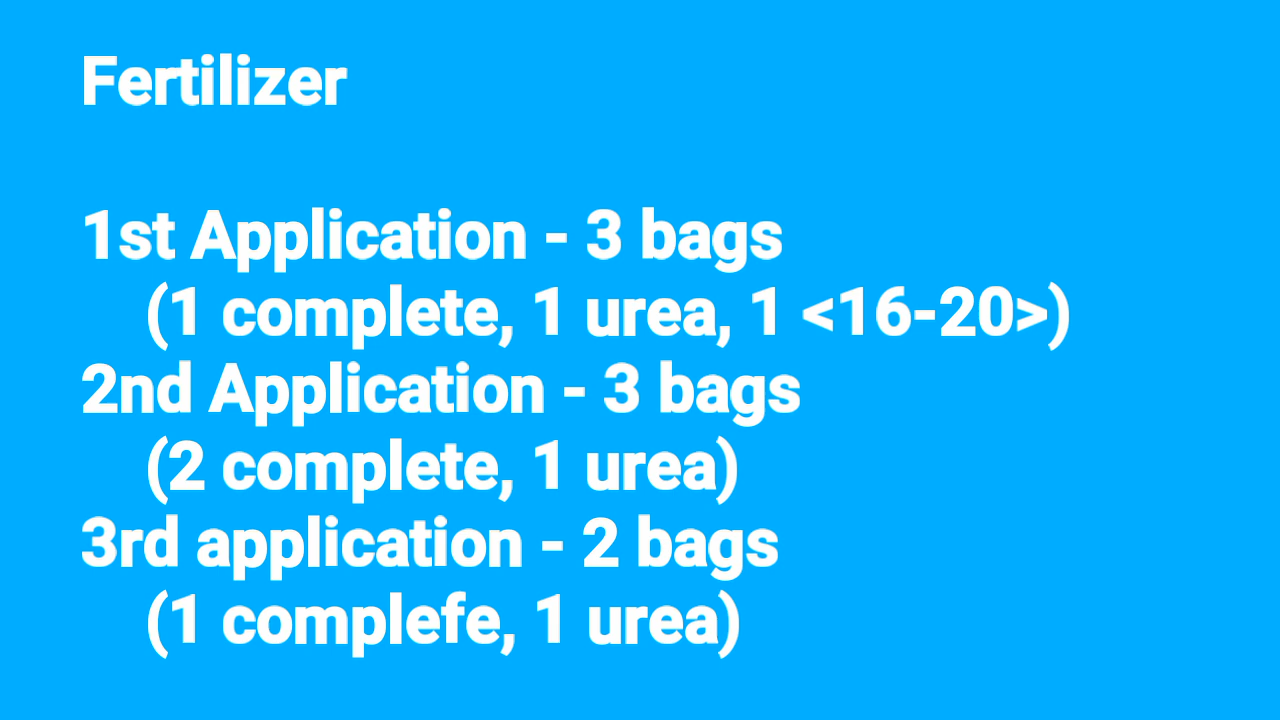 Fertilizer
1st Application - 3 bags
(1 complete, 1 urea, 1 <16-20>)
2nd Application - 3 bags
(2 complete, 1 urea)
3rd application - 2 bags
(1 complefe, 1 urea)